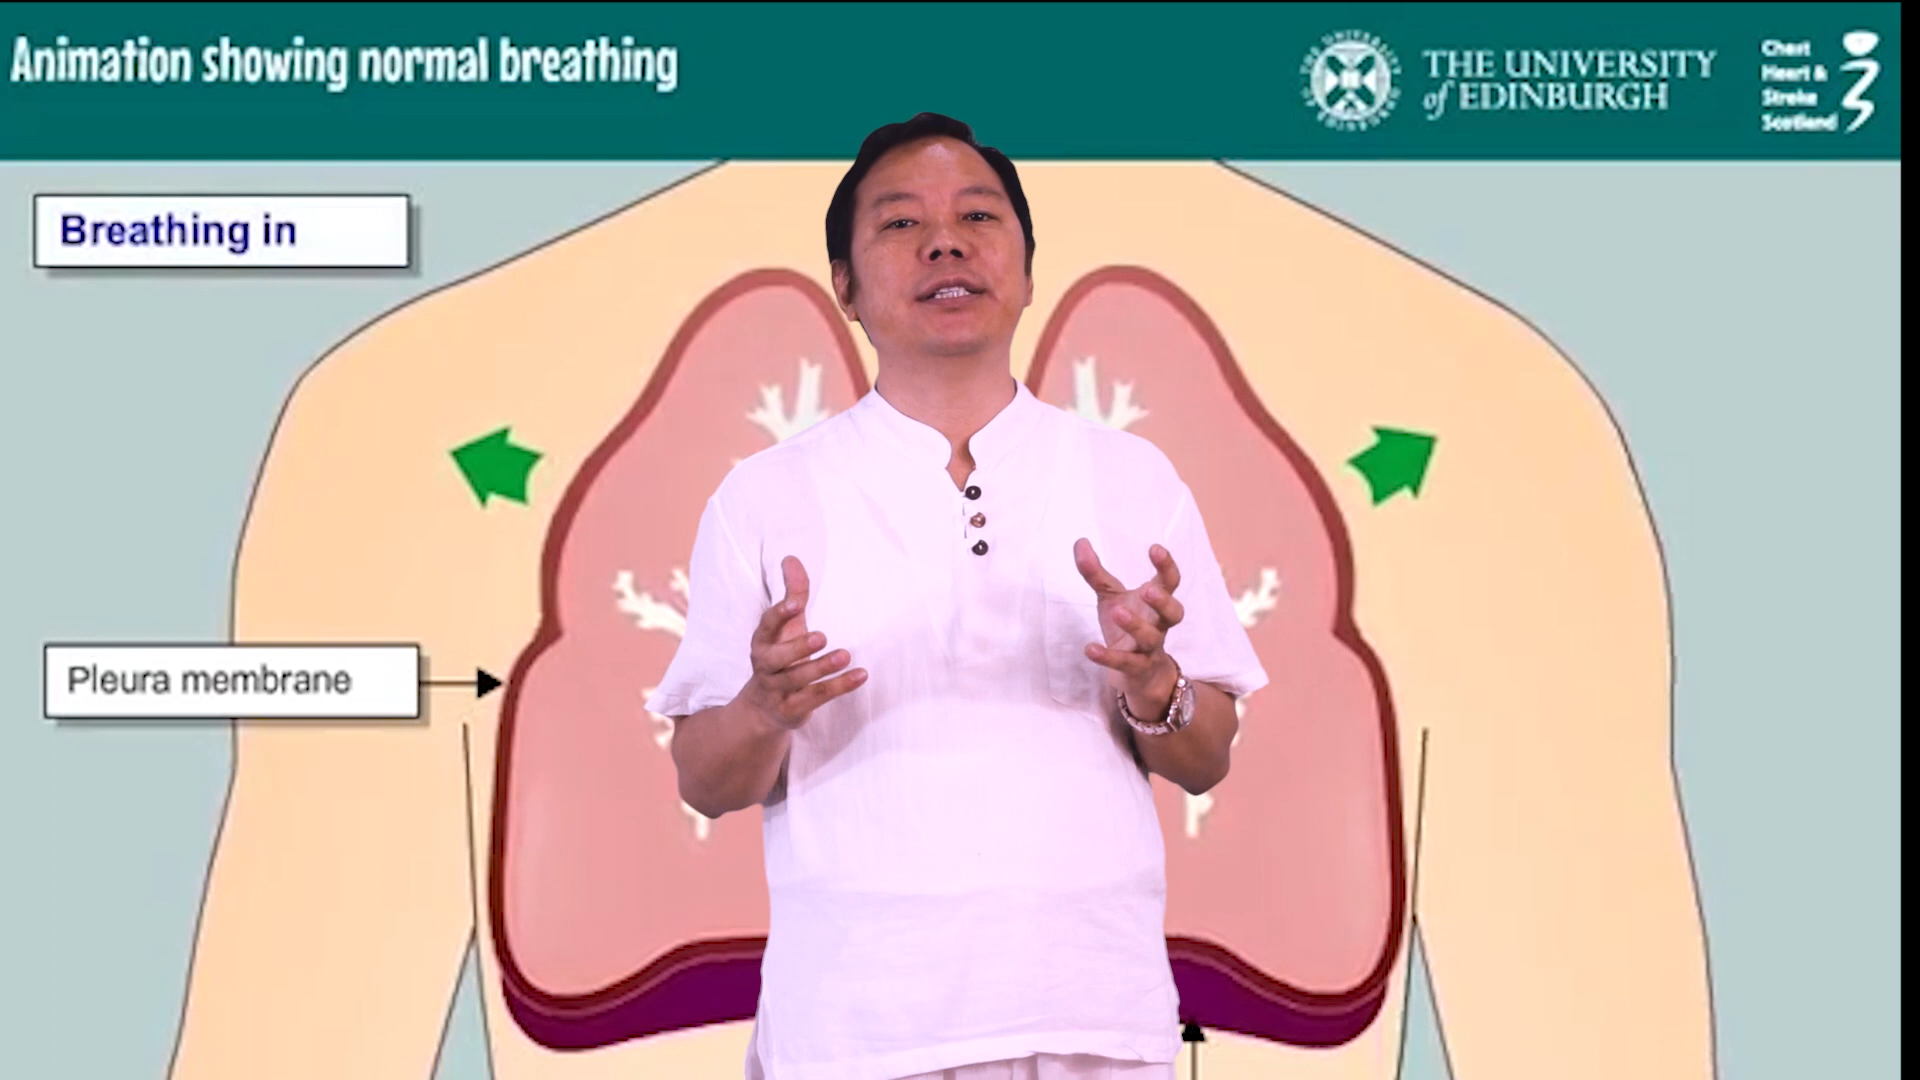 Animation showing normal breathing
THE UNIVERSITY
of EDINBURGH
Chest
Heart &
Stroke
Scotland
Breathing in
Pleura membrane